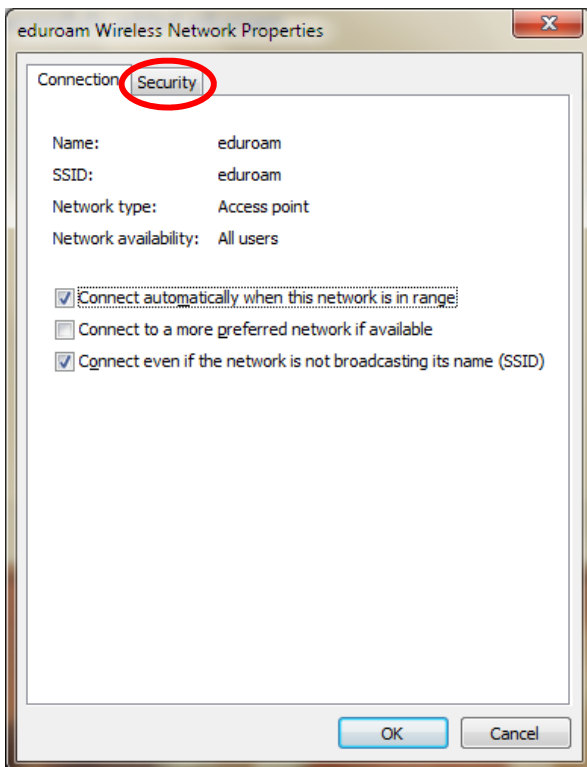 eduroam Wireless Network Properties
Connection Security
Name: eduroam
SSID: eduroam
Network type: Access point
Network availability: All users
Connect automatically when this network is in range
Connect to a more preferred network if available
Connect even if the network is not broadcasting its name (SSID)
OK Cancel